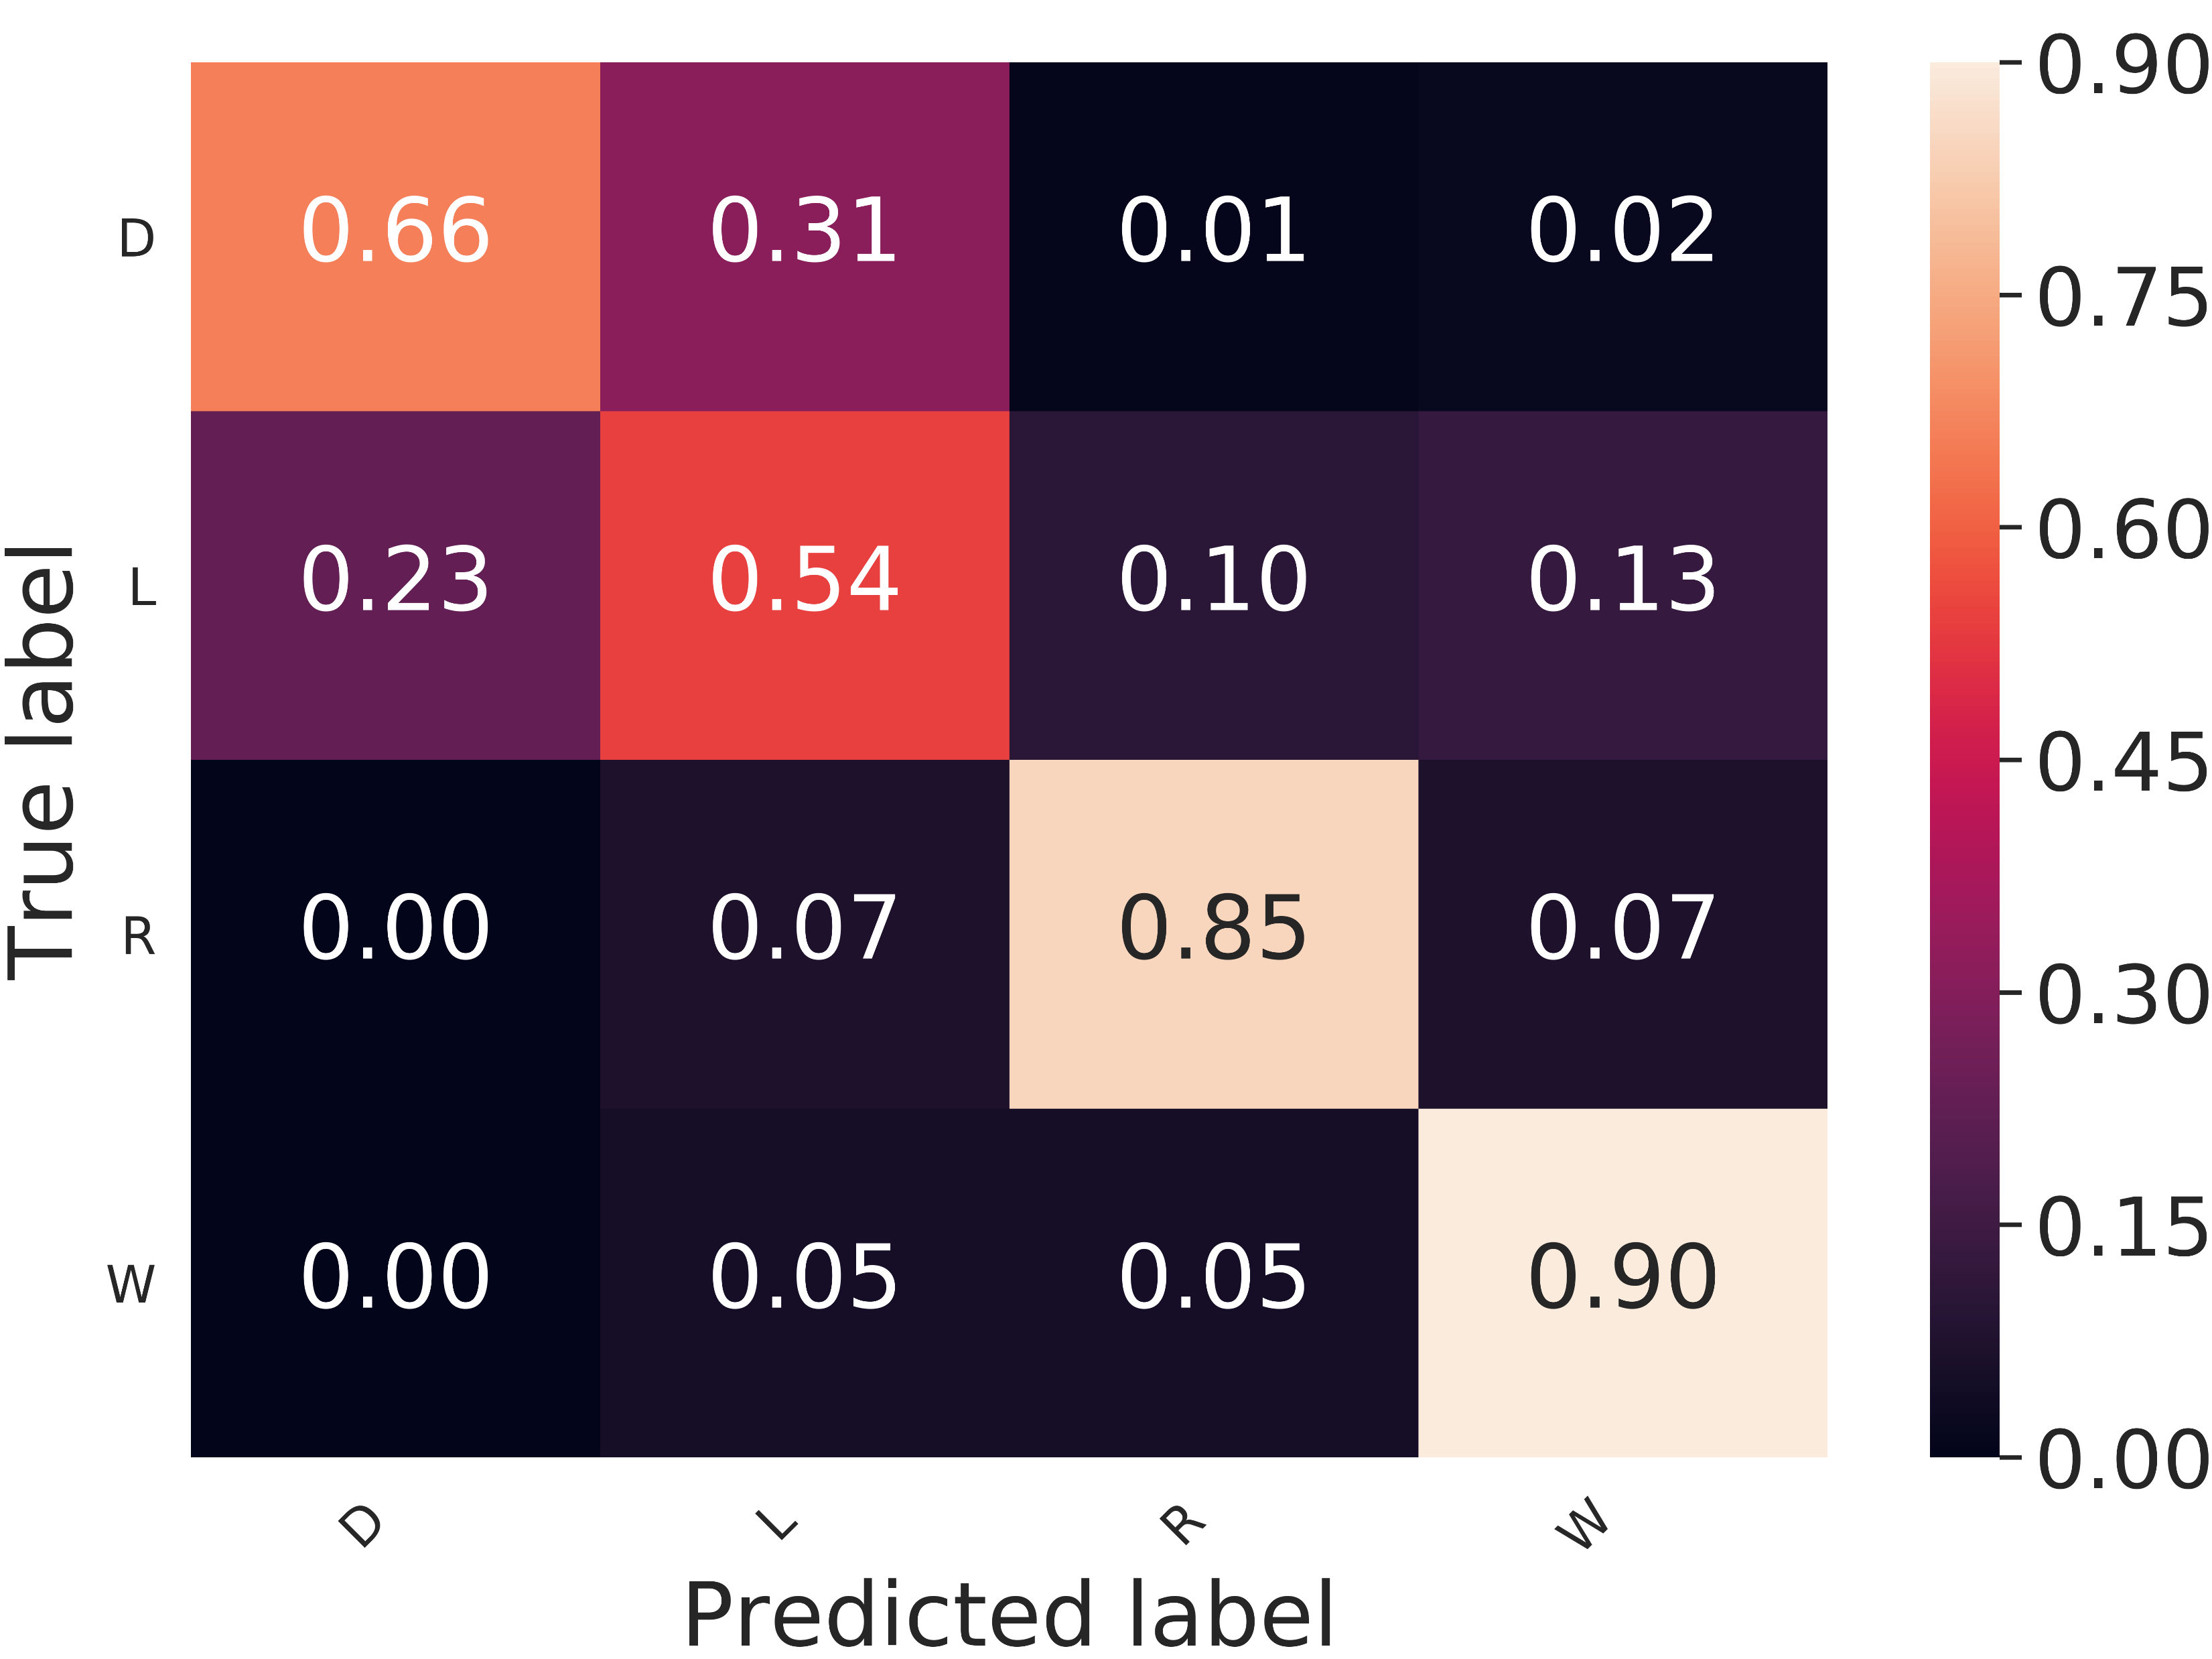 0.90
D 0.66 0.31 0.01 0.02
0.75
0.60
L 0.23 0.54 0.10 0.13
0.45
True label
R 0.00 0.07 0.85 0.07
0.30
0.15
W 0.00 0.05 0.05 0.90
0.00
D L R W
Predicted label